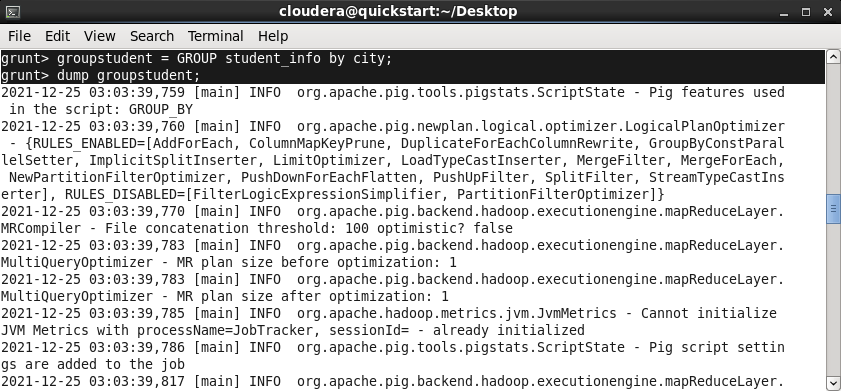 cloudera@quickstart:~/Desktop
File Edit View Search Terminal Help
grunt> groupstudent = GROUP student_info by city;
grunt> dump groupstudent;
2021-12-25 03:03:39,759 [main] INFO  org.apache.pig.tools.pigstats.ScriptState - Pig features used
 in the script: GROUP_BY
2021-12-25 03:03:39,760 [main] INFO  org.apache.pig.newplan.logical.optimizer.LogicalPlanOptimizer
 - {RULES_ENABLED=[AddForEach, ColumnMapKeyPrune, DuplicateForEachColumnRewrite, GroupByConstParal
lelSetter, ImplicitSplitInserter, LimitOptimizer, LoadTypeCastInserter, MergeFilter, MergeForEach,
 NewPartitionFilterOptimizer, PushDownForEachFlatten, PushUpFilter, SplitFilter, StreamTypeCastIns
erter], RULES_DISABLED=[FilterLogicExpressionSimplifier, PartitionFilterOptimizer]}
2021-12-25 03:03:39,770 [main] INFO  org.apache.pig.backend.hadoop.executionengine.mapReduceLayer.
MRCompiler - File concatenation threshold: 100 optimistic? false
2021-12-25 03:03:39,783 [main] INFO  org.apache.pig.backend.hadoop.executionengine.mapReduceLayer.
MultiQueryOptimizer - MR plan size before optimization: 1
2021-12-25 03:03:39,783 [main] INFO  org.apache.pig.backend.hadoop.executionengine.mapReduceLayer.
MultiQueryOptimizer - MR plan size after optimization: 1
2021-12-25 03:03:39,785 [main] INFO  org.apache.hadoop.metrics.jvm.JvmMetrics - Cannot initialize
JVM Metrics with processName=JobTracker, sessionId= - already initialized
2021-12-25 03:03:39,786 [main] INFO  org.apache.pig.tools.pigstats.ScriptState - Pig script settin
gs are added to the job
2021-12-25 03:03:39,817 [main] INFO  org.apache.pig.backend.hadoop.executionengine.mapReduceLayer.